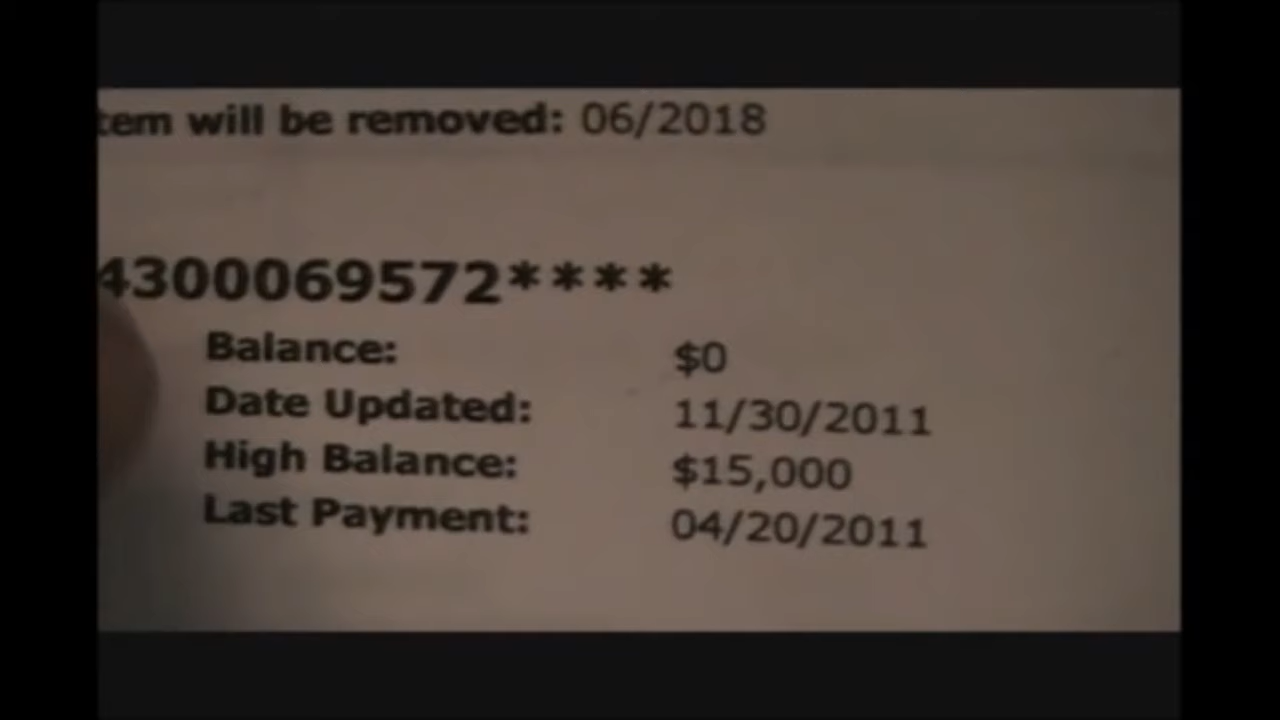 tem will be removed: 06/2018
4300069572****
Balance: $0
Date Updated: 11/30/2011
High Balance: $15,000
Last Payment: 04/20/2011